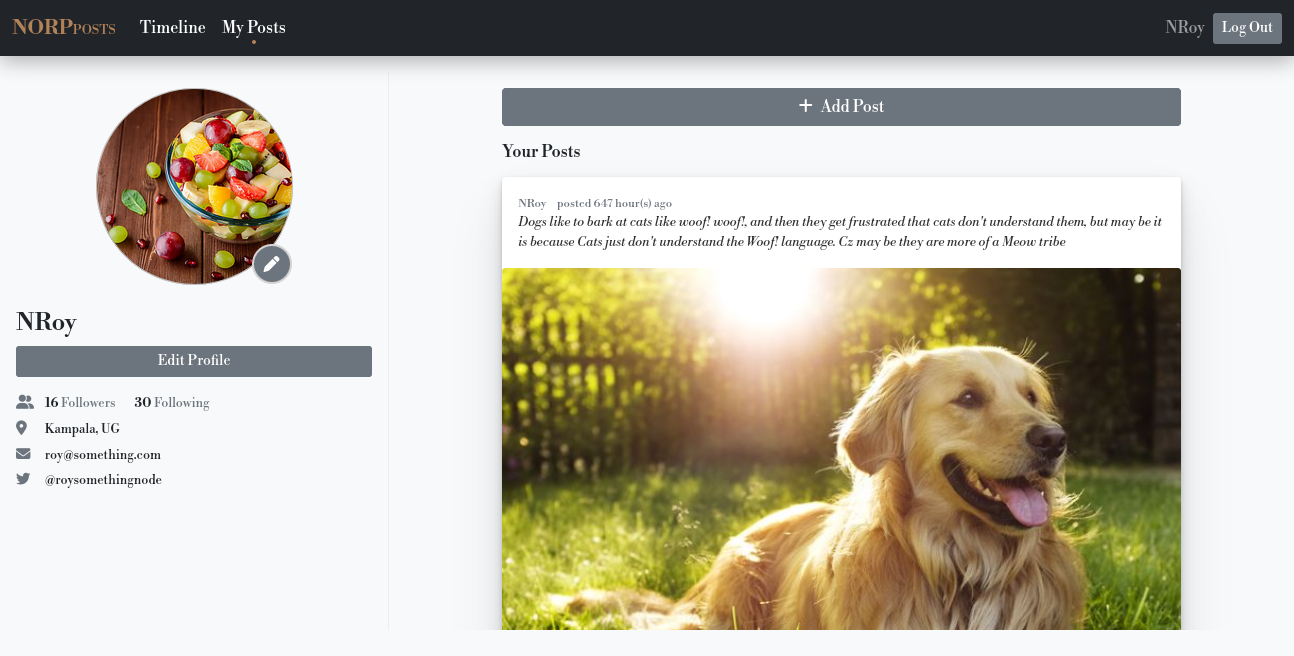 NORPPOSTS Timeline My Posts NRoy Log Out
NRoy
Edit Profile
16 Followers 30 Following
Kampala, UG
roy@something.com
@roysomethingnode
Add Post
Your Posts
NRoy posted 647 hour(s) ago
Dogs like to bark at cats like woof! woof!, and then they get frustrated that cats don't understand them, but may be it
is because Cats just don't understand the Woof! language. Cz may be they are more of a Meow tribe